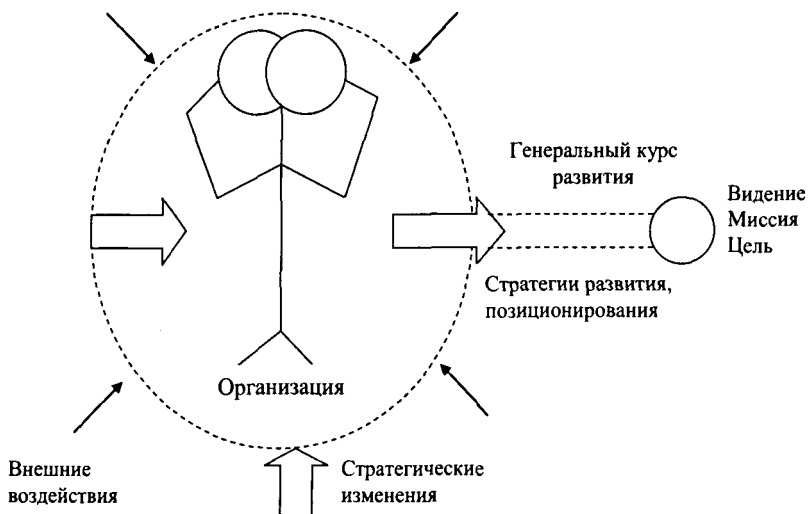 Генеральный курс
развития
Видение
Миссия
Цель
Стратегии развития,
позиционирования
Организация
Внешние
воздействия
Стратегические
изменения